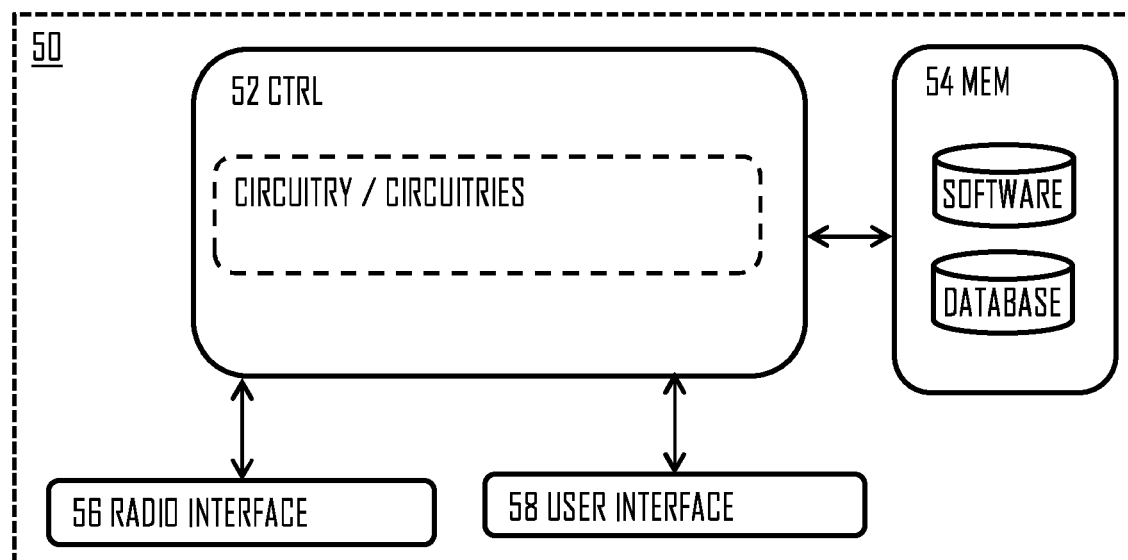 50
52 CTRL
54 MEM
CIRCUITRY / CIRCUITRIES
SOFTWARE
DATABASE
56 RADIO INTERFACE
58 USER INTERFACE